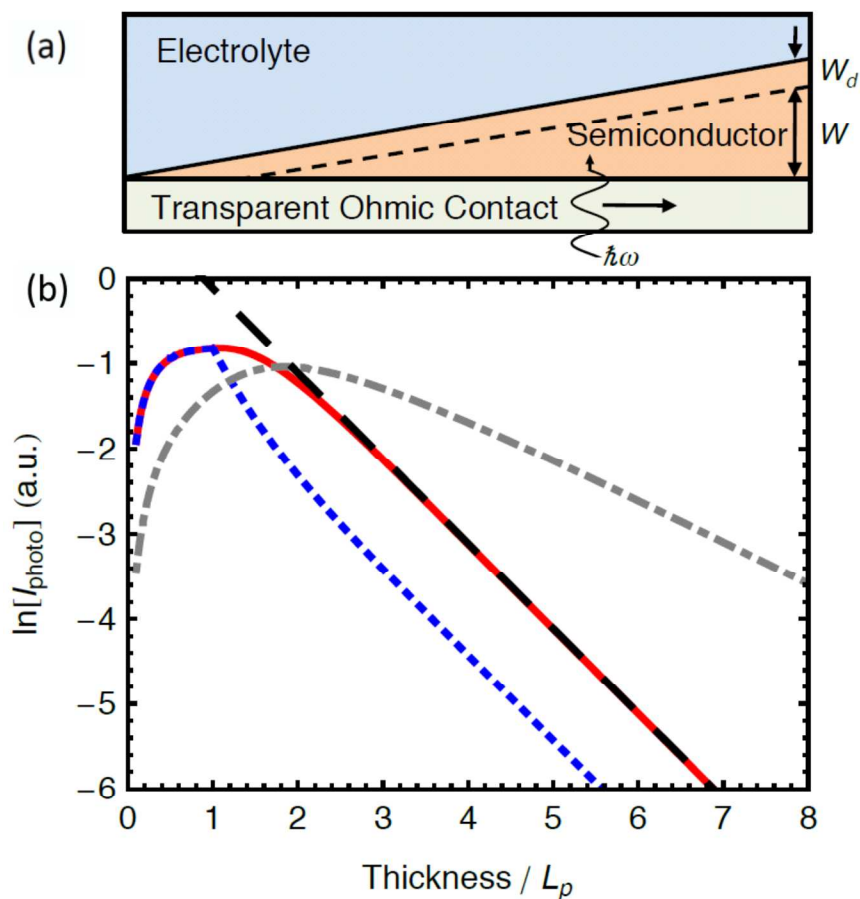 (a)
Electrolyte
W_d
Semiconductor
W
Transparent Ohmic Contact
ħω
(b)
0
−1
−2
−3
−4
−5
−6
ln[I_photo] (a.u.)
0 1 2 3 4 5 6 7 8
Thickness / L_p